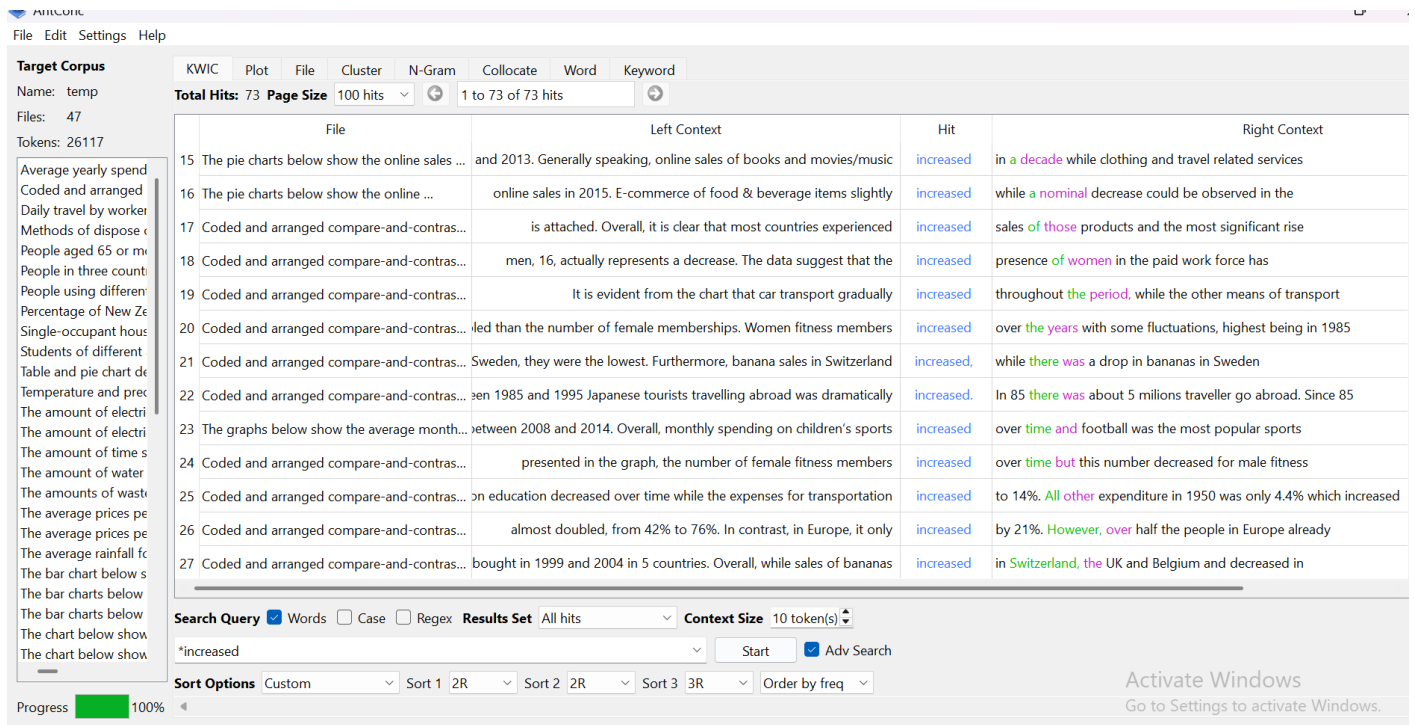 AntConc
File Edit Settings Help
Target Corpus
Name: temp
Files: 47
Tokens: 26117
Average yearly spend
Coded and arranged
Daily travel by worker
Methods of dispose
People aged 65 or
People in three
People using differen
Percentage of New Ze
Single-occupant hous
Students of different
Table and pie chart de
Temperature and prec
The amount of electri
The amount of electri
The amount of time s
The amount of water
The amounts of wast
The average prices pe
The average prices pe
The average rainfall fo
The bar chart below s
The bar charts below
The bar charts below
The chart below show
The chart below show
Progress 100%
KWIC Plot File Cluster N-Gram Collocate Word Keyword
Total Hits: 73 Page Size 100 hits 1 to 73 of 73 hits
File Left Context Hit Right Context
15 The pie charts below show the online sales ... and 2013. Generally speaking, online sales of books and movies/music increased in a decade while clothing and travel related services
16 The pie charts below show the online ... online sales in 2015. E-commerce of food & beverage items slightly increased while a nominal decrease could be observed in the
17 Coded and arranged compare-and-contras... is attached. Overall, it is clear that most countries experienced increased sales of those products and the most significant rise
18 Coded and arranged compare-and-contras... men, 16, actually represents a decrease. The data suggest that the increased presence of women in the paid work force has
19 Coded and arranged compare-and-contras... It is evident from the chart that car transport gradually increased throughout the period, while the other means of transport
20 Coded and arranged compare-and-contras... led than the number of female memberships. Women fitness members increased over the years with some fluctuations, highest being in 1985
21 Coded and arranged compare-and-contras... Sweden, they were the lowest. Furthermore, banana sales in Switzerland increased, while there was a drop in bananas in Sweden
22 Coded and arranged compare-and-contras... een 1985 and 1995 Japanese tourists travelling abroad was dramatically increased. In 85 there was about 5 milions traveller go abroad. Since 85
23 The graphs below show the average month... between 2008 and 2014. Overall, monthly spending on children's sports increased over time and football was the most popular sports
24 Coded and arranged compare-and-contras... presented in the graph, the number of female fitness members increased over time but this number decreased for male fitness
25 Coded and arranged compare-and-contras... on education decreased over time while the expenses for transportation increased to 14%. All other expenditure in 1950 was only 4.4% which increased
26 Coded and arranged compare-and-contras... almost doubled, from 42% to 76%. In contrast, in Europe, it only increased by 21%. However, over half the people in Europe already
27 Coded and arranged compare-and-contras... bought in 1999 and 2004 in 5 countries. Overall, while sales of bananas increased in Switzerland, the UK and Belgium and decreased in
Search Query Words Case Regex Results Set All hits Context Size 10 token(s)
*increased Start Adv Search
Sort Options Custom Sort 1 2R Sort 2 2R Sort 3 3R Order by freq
Activate Windows
Go to Settings to activate Windows.